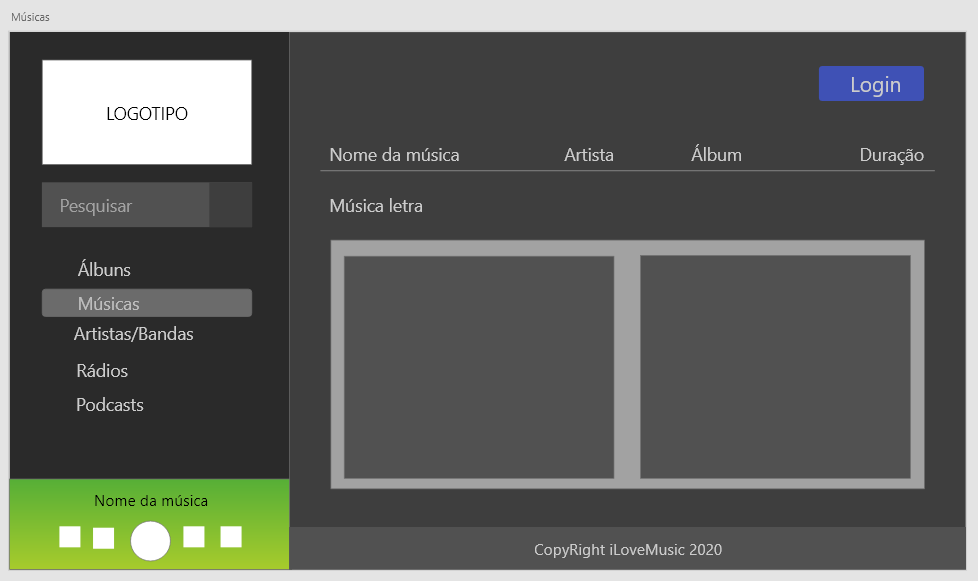 Músicas
LOGOTIPO
Pesquisar
Álbuns
Músicas
Artistas/Bandas
Rádios
Podcasts
Nome da música
Login
Nome da música Artista Álbum Duração
Música letra
CopyRight iLoveMusic 2020